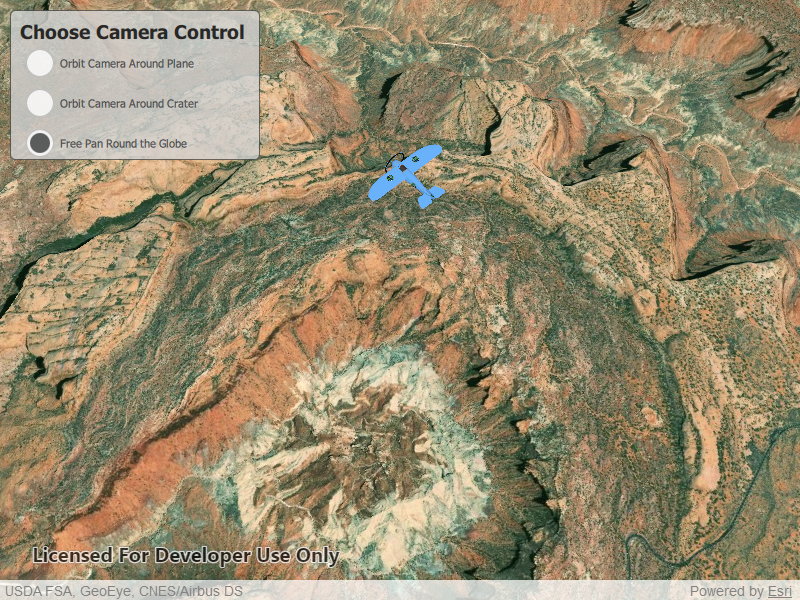 Choose Camera Control
Orbit Camera Around Plane
Orbit Camera Around Crater
Free Pan Round the Globe
Licensed For Developer Use Only
USDA FSA, GeoEye, CNES/Airbus DS
Powered by Esri